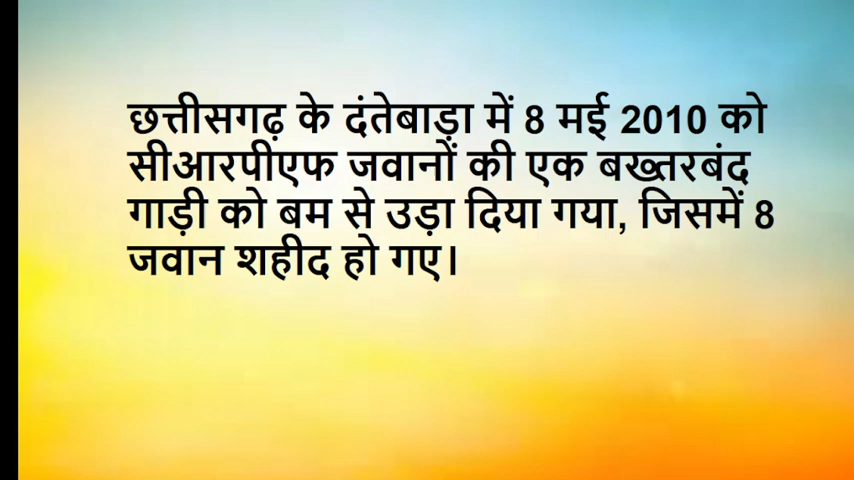 छत्तीसगढ़ के दंतेबाड़ा में 8 मई 2010 को
सीआरपीएफ जवानों की एक बख्तरबंद
गाड़ी को बम से उड़ा दिया गया, जिसमें 8
जवान शहीद हो गए।